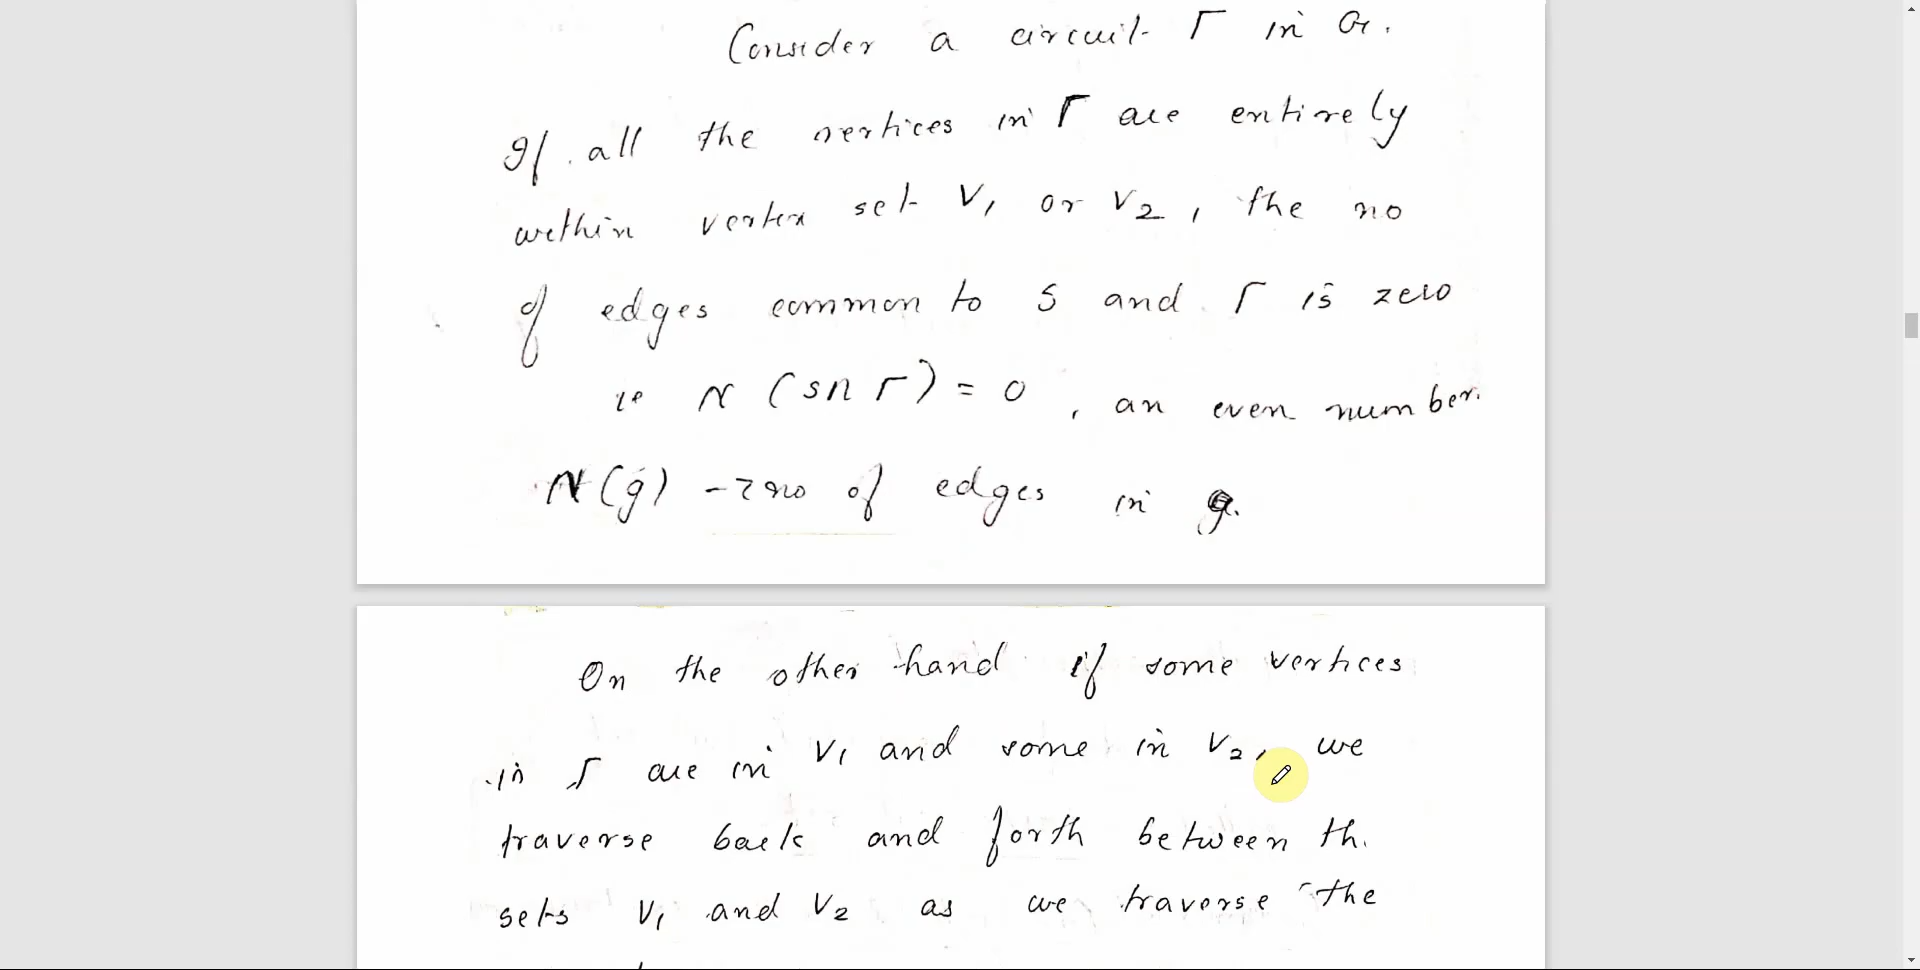 Consider a circuit Γ in G.
If all the vertices in Γ are entirely
within vertex set V1 or V2, the no
of edges common to S and Γ is zero
ie N (S∩Γ) = 0, an even number.
N(g) → no of edges in g.
On the other hand if some vertices
in Γ are in V1 and some in V2, we
traverse back and forth between th.
sets V1 and V2 as we traverse the